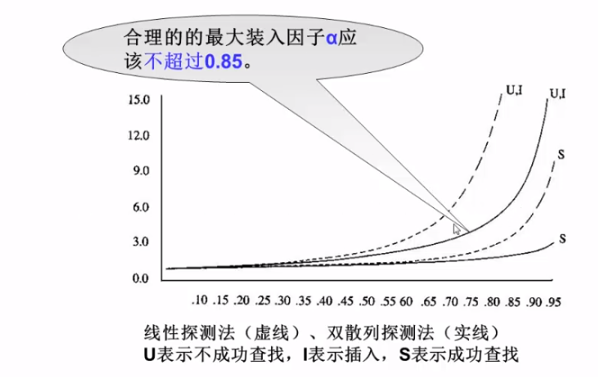 合理的的最大装入因子α应
该不超过0.85。
15.0
U,I
U,I
12.0
9.0
S
6.0
3.0
S
0.0
.10 .15 .20 .25 .30 .35 .40 .45 .50 .55 .60 .65 .70 .75 .80 .85 .90 .95
线性探测法（虚线）、双散列探测法（实线）
U表示不成功查找，I表示插入，S表示成功查找